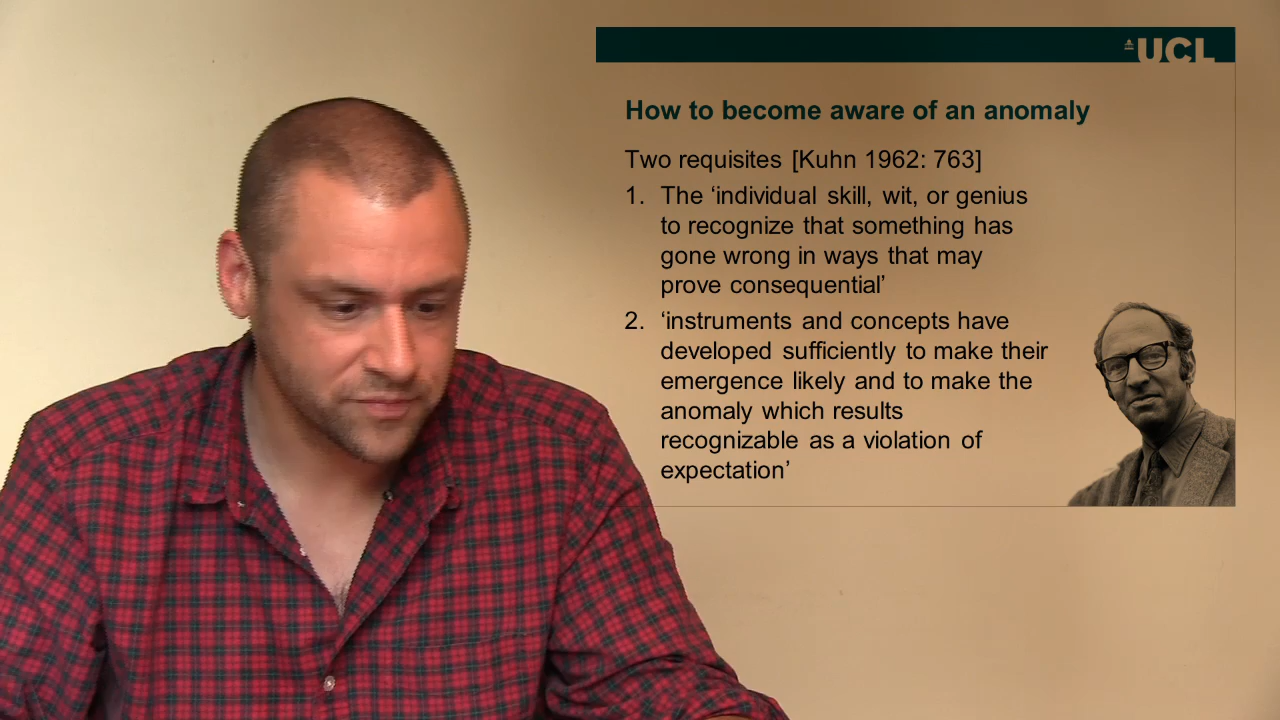 UCL
How to become aware of an anomaly
Two requisites [Kuhn 1962: 763]
1. The ‘individual skill, wit, or genius
to recognize that something has
gone wrong in ways that may
prove consequential’
2. ‘instruments and concepts have
developed sufficiently to make their
emergence likely and to make the
anomaly which results
recognizable as a violation of
expectation’